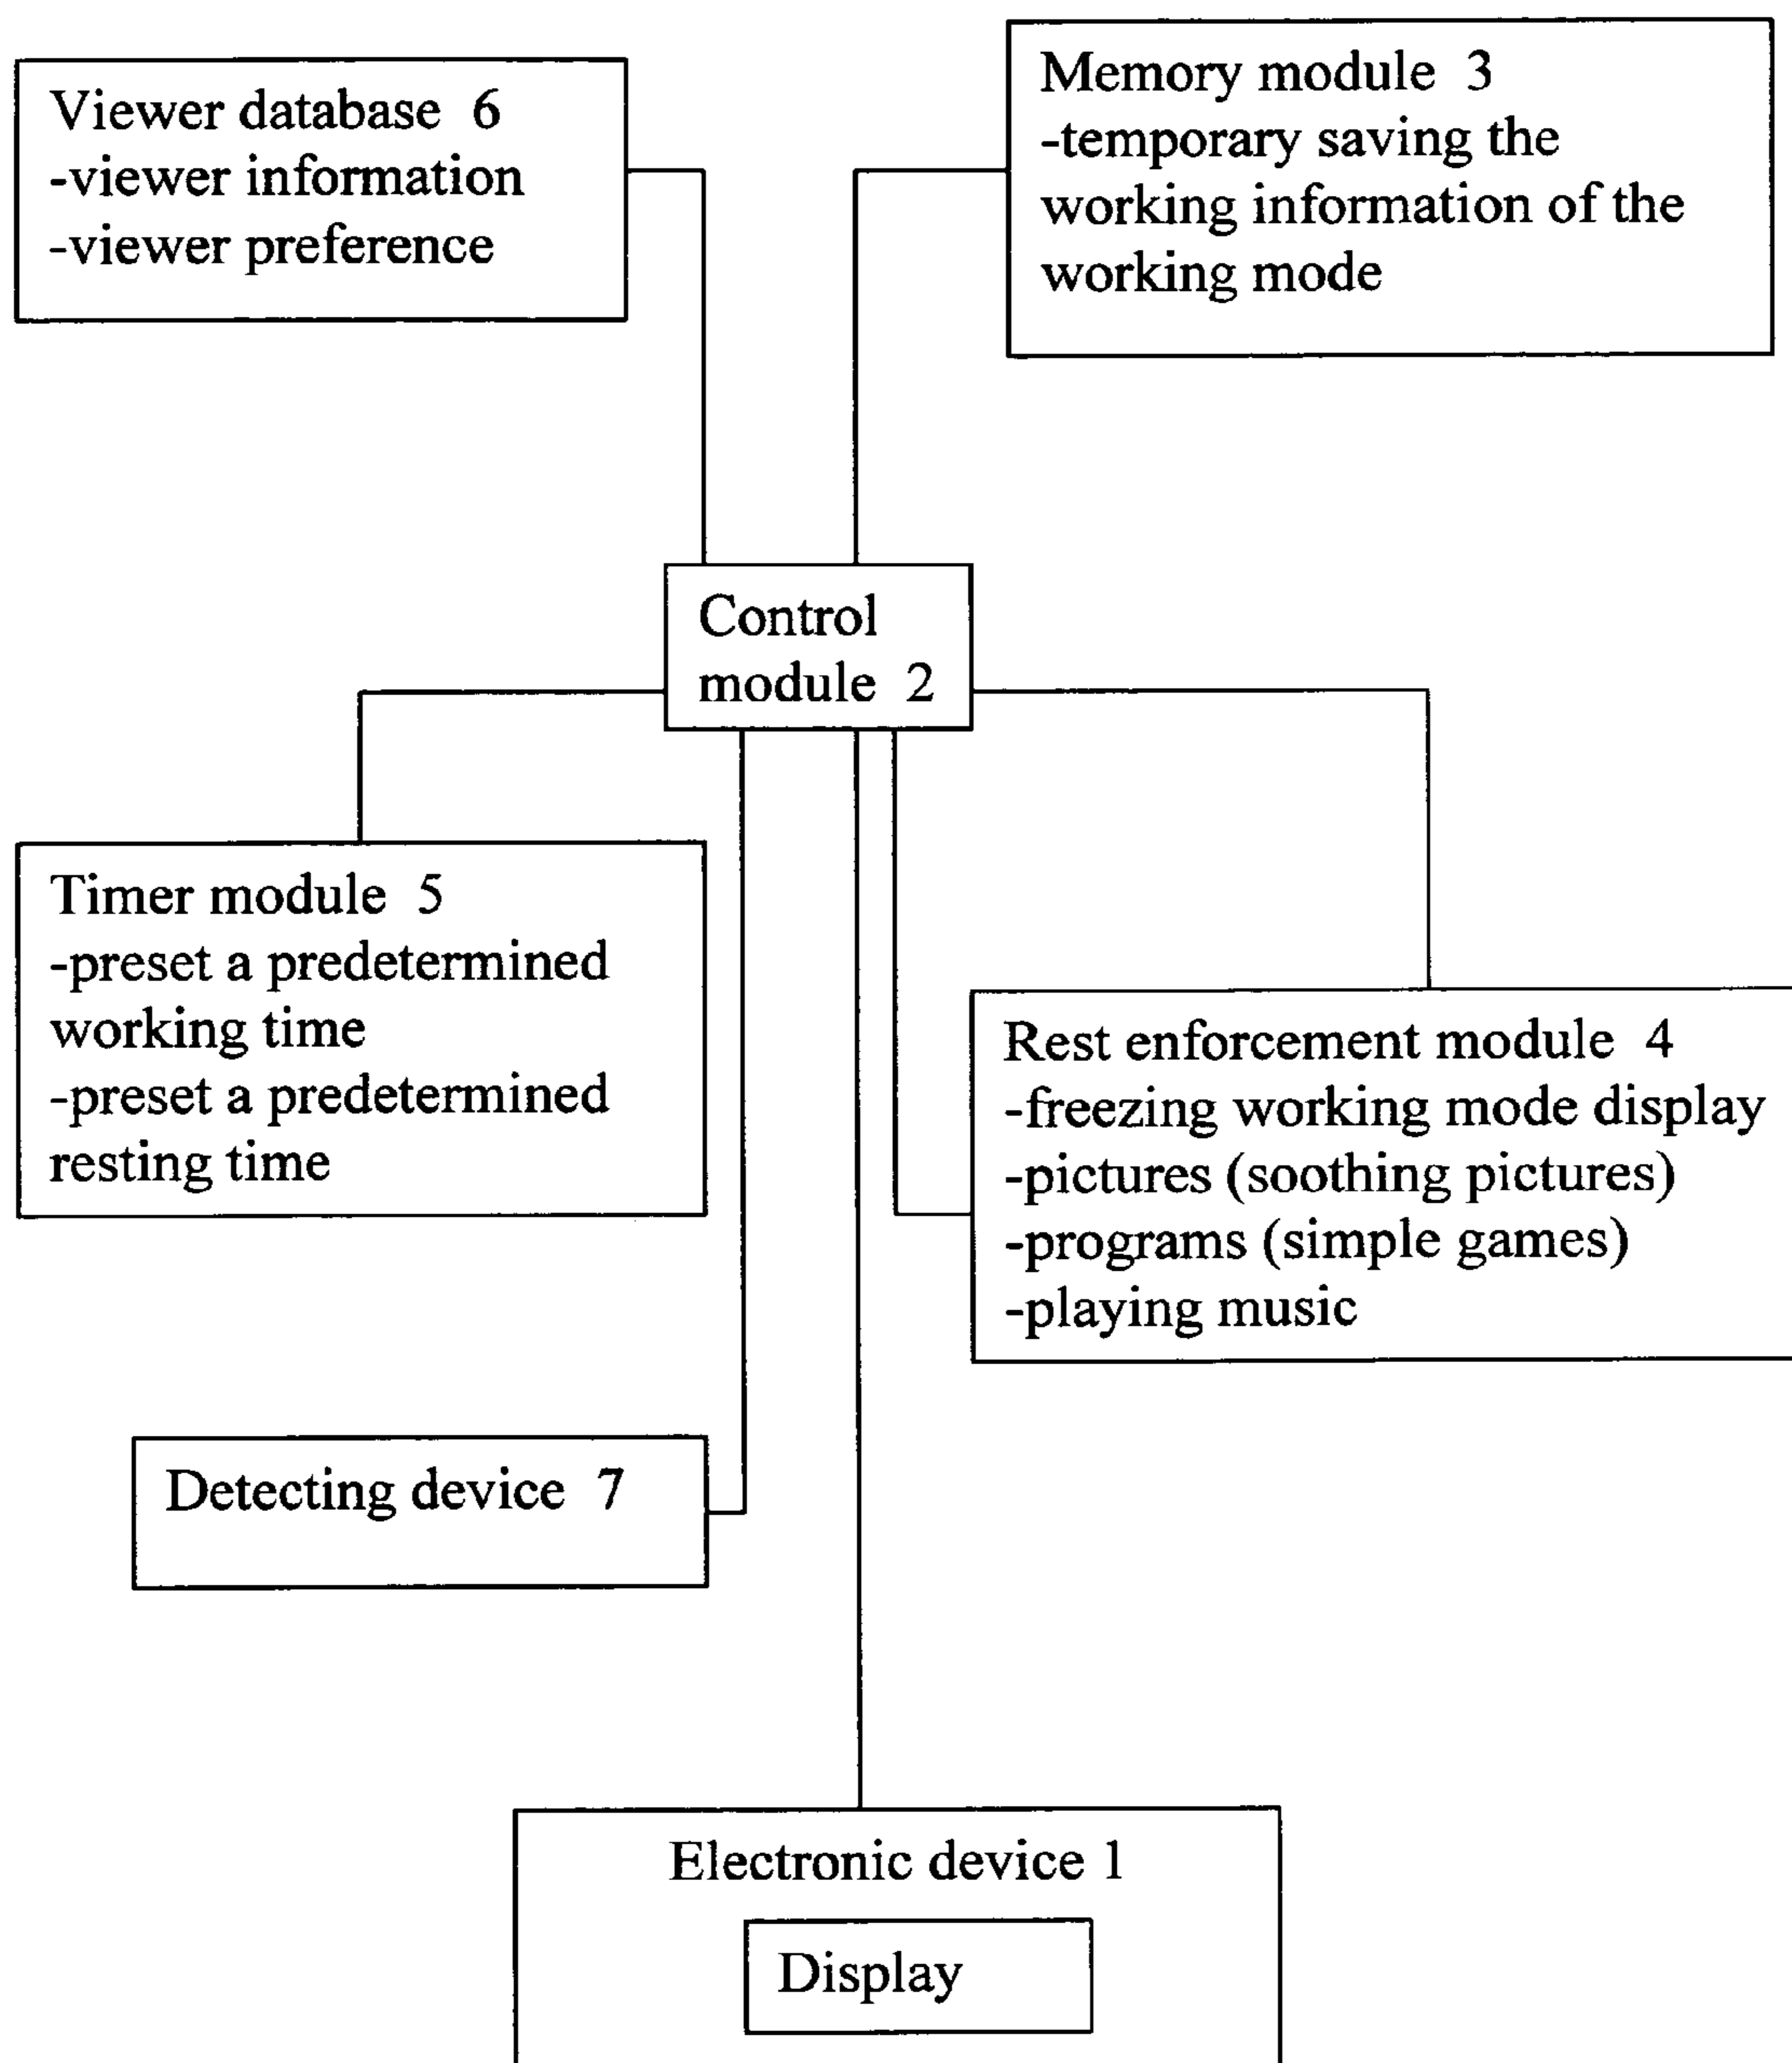 Viewer database 6
-viewer information
-viewer preference
Memory module 3
-temporary saving the
working information of the
working mode
Control
module 2
Timer module 5
-preset a predetermined
working time
-preset a predetermined
resting time
Rest enforcement module 4
-freezing working mode display
-pictures (soothing pictures)
-programs (simple games)
-playing music
Detecting device 7
Electronic device 1
Display